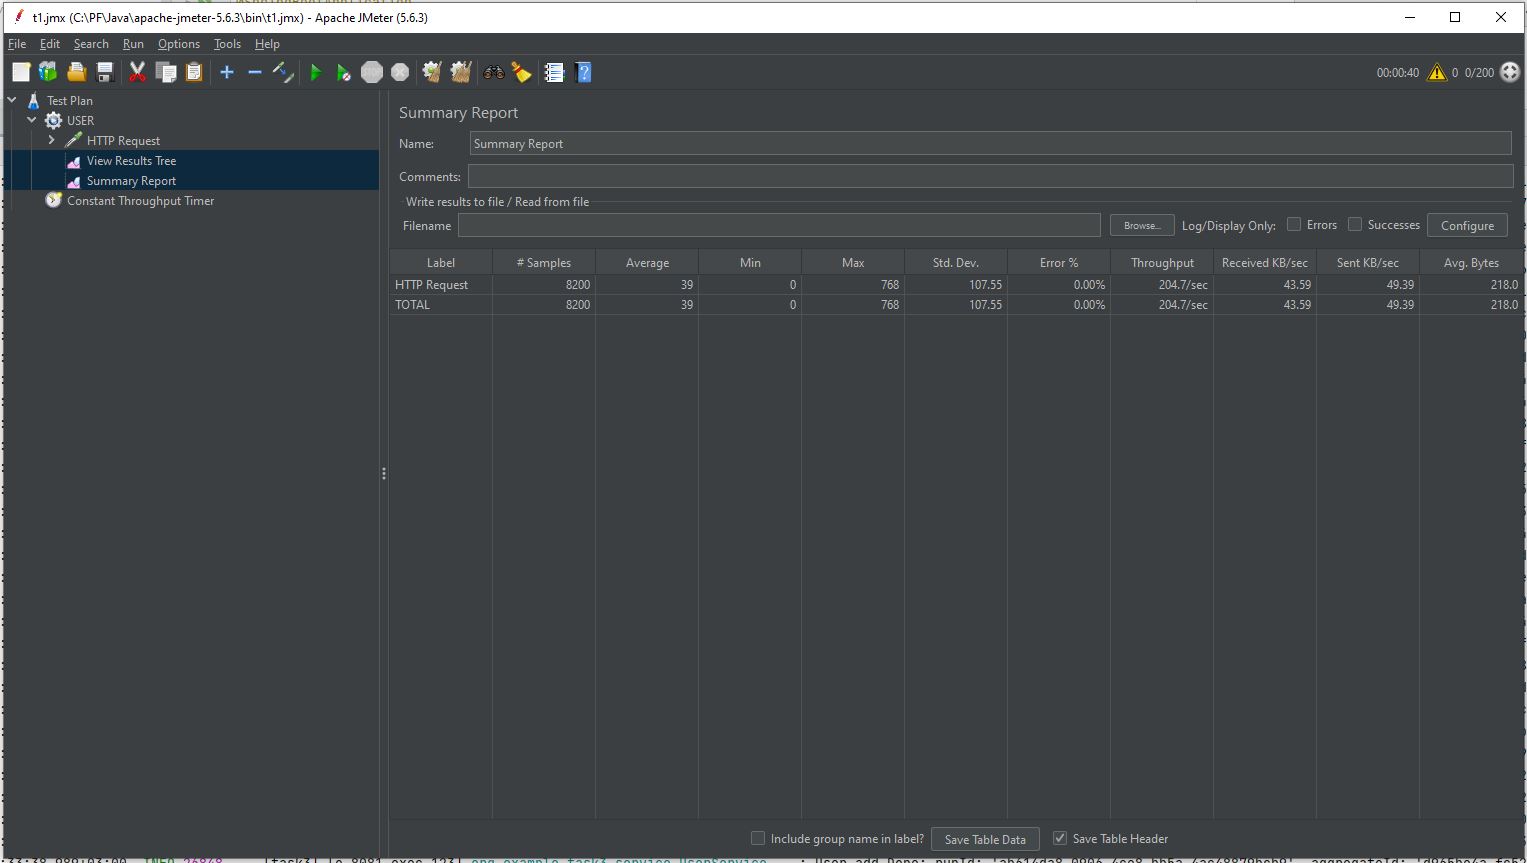 t1.jmx (C:\PF\Java\apache-jmeter-5.6.3\bin\t1.jmx) - Apache JMeter (5.6.3)
File Edit Search Run Options Tools Help
STOP 00:00:40 0 0/200
Test Plan
USER
HTTP Request
View Results Tree
Summary Report
Constant Throughput Timer
Summary Report
Name: Summary Report
Comments:
Write results to file / Read from file
Filename Browse... Log/Display Only: Errors Successes Configure
Label # Samples Average Min Max Std. Dev. Error % Throughput Received KB/sec Sent KB/sec Avg. Bytes
HTTP Request 8200 39 0 768 107.55 0.00% 204.7/sec 43.59 49.39 218.0
TOTAL 8200 39 0 768 107.55 0.00% 204.7/sec 43.59 49.39 218.0
Include group name in label? Save Table Data Save Table Header